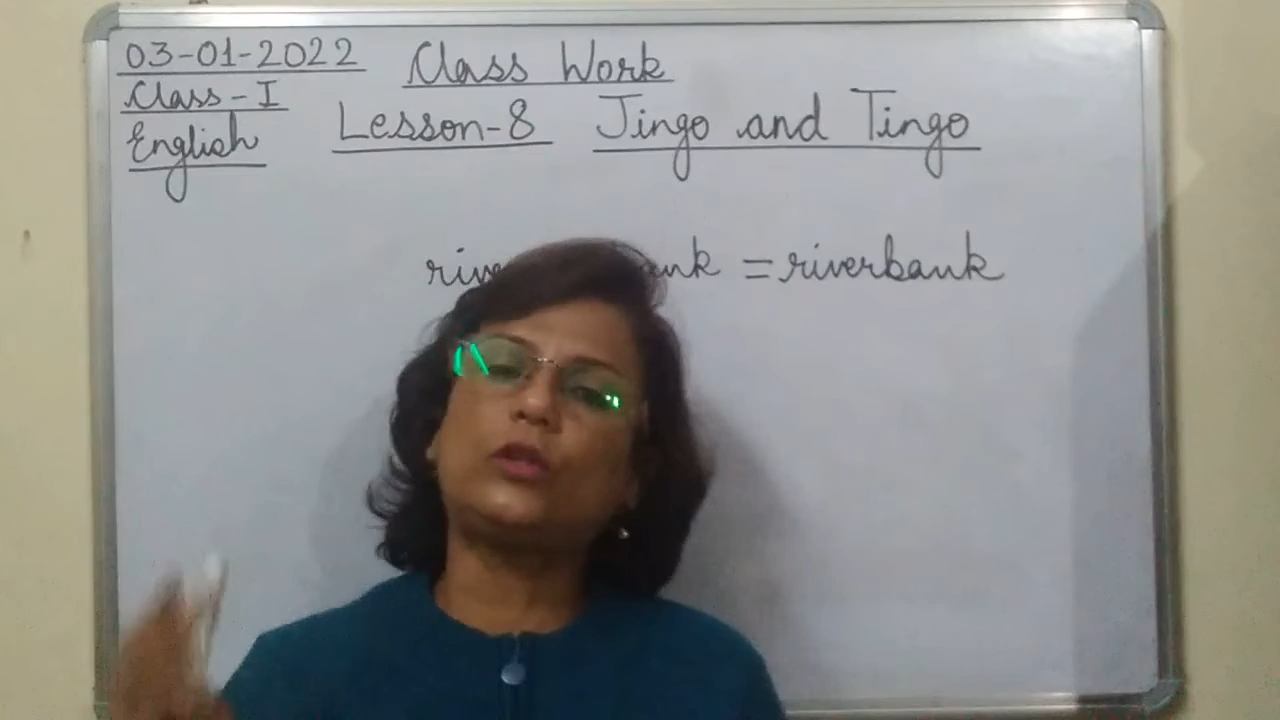 03-01-2022 Class Work
Class-I
English Lesson-8 Jingo and Tingo
= riverbank